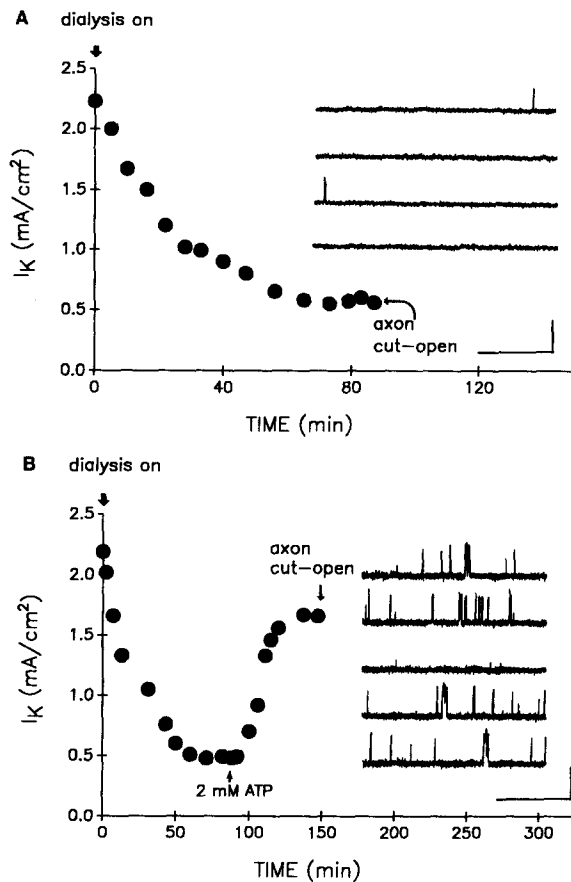 A dialysis on
2.5
2.0
1.5
1.0
0.5
0.0
I_K (mA/cm²)
axon
cut–open
0 40 80 120
TIME (min)
B dialysis on
2.5
2.0
1.5
1.0
0.5
0.0
I_K (mA/cm²)
axon
cut–open
2 mM ATP
0 50 100 150 200 250 300
TIME (min)